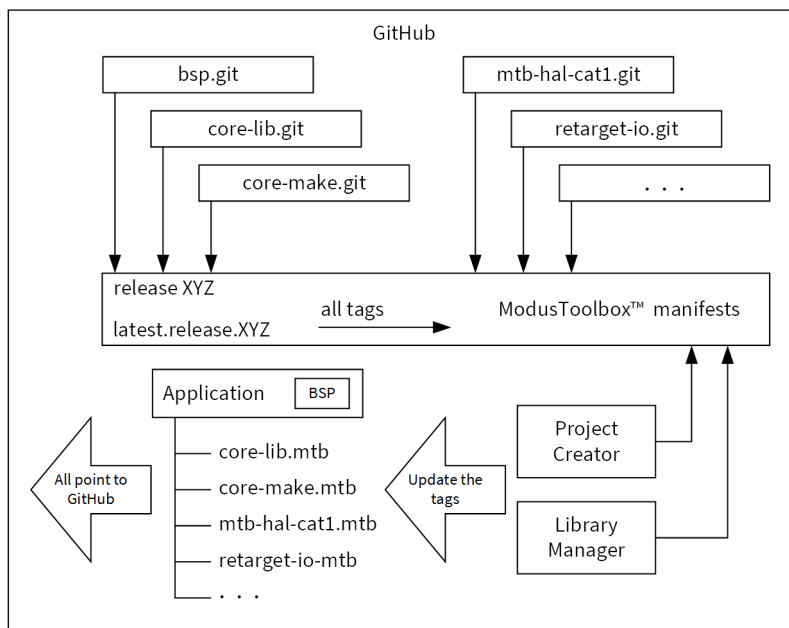 GitHub
bsp.git
mtb-hal-cat1.git
core-lib.git
retarget-io.git
core-make.git
. . .
release XYZ
all tags
ModusToolbox™ manifests
latest.release.XYZ
Application
BSP
core-lib.mtb
core-make.mtb
mtb-hal-cat1.mtb
retarget-io-mtb
. . .
All point to
GitHub
Update the
tags
Project
Creator
Library
Manager